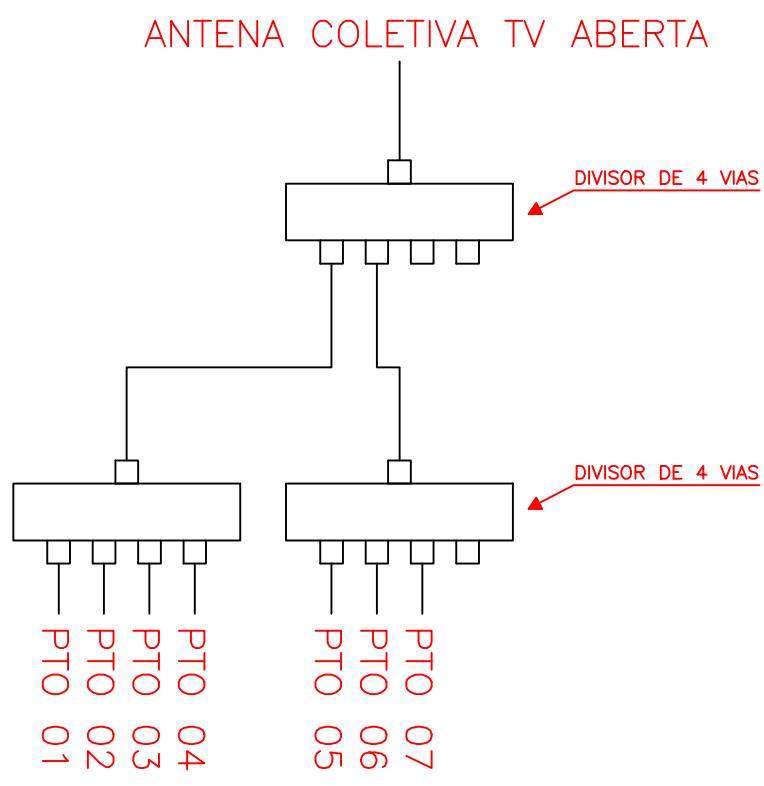 ANTENA COLETIVA TV ABERTA
DIVISOR DE 4 VIAS
DIVISOR DE 4 VIAS
PTO 01
PTO 02
PTO 03
PTO 04
PTO 05
PTO 06
PTO 07